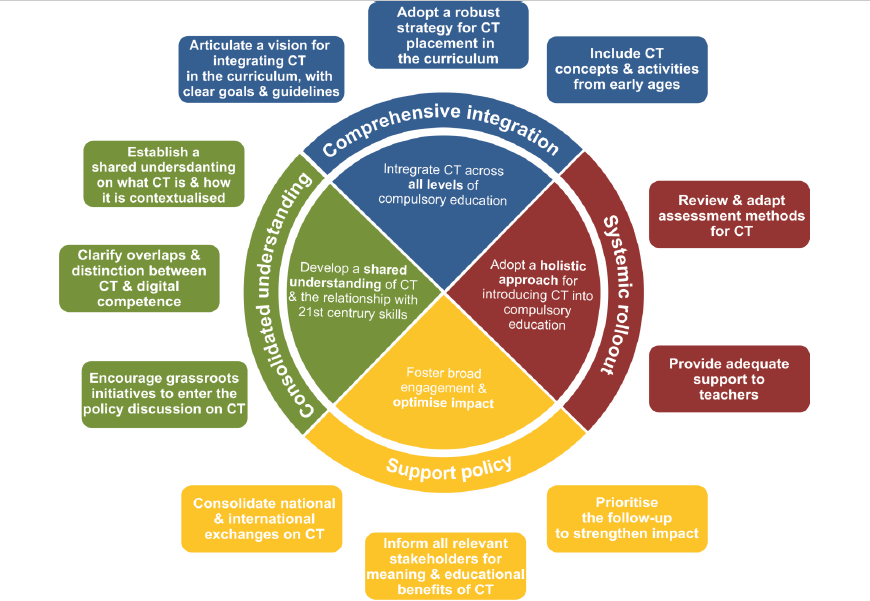 Adopt a robust
strategy for CT
placement in
the curriculum
Articulate a vision for
integrating CT
in the curriculum, with
clear goals & guidelines
Include CT
concepts & activities
from early ages
Comprehensive integration
Intregrate CT across
all levels of
compulsory education
Establish a
shared undersdanting
on what CT is & how
it is contextualised
Clarify overlaps &
distinction between
CT & digital
competence
Encourage grassroots
initiatives to enter the
policy discussion on CT
Consolidated understanding
Develop a shared
understanding of CT
& the relationship with
21st centrury skills
Adopt a holistic
approach for
introducing CT into
compulsory
education
Systemic rolloout
Review & adapt
assessment methods
for CT
Provide adequate
support to
teachers
Foster broad
engagement &
optimise impact
Support policy
Consolidate national
& international
exchanges on CT
Inform all relevant
stakeholders for
meaning & educational
benefits of CT
Prioritise
the follow-up
to strengthen impact